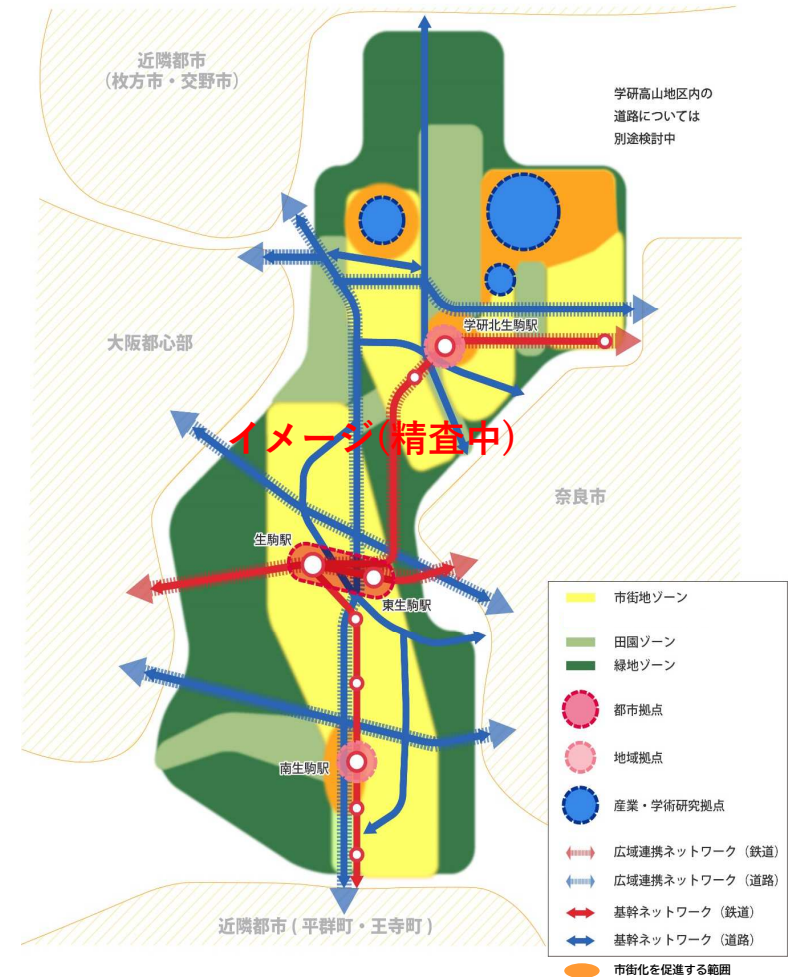 近隣都市
(枚方市・交野市)
学研高山地区内の
道路については
別途検討中
学研北生駒駅
大阪都心部
イメージ(精査中)
奈良市
生駒駅
東生駒駅
南生駒駅
近隣都市(平群町・王寺町)
市街地ゾーン
田園ゾーン
緑地ゾーン
都市拠点
地域拠点
産業・学術研究拠点
広域連携ネットワーク（鉄道）
広域連携ネットワーク（道路）
基幹ネットワーク（鉄道）
基幹ネットワーク（道路）
市街化を促進する範囲